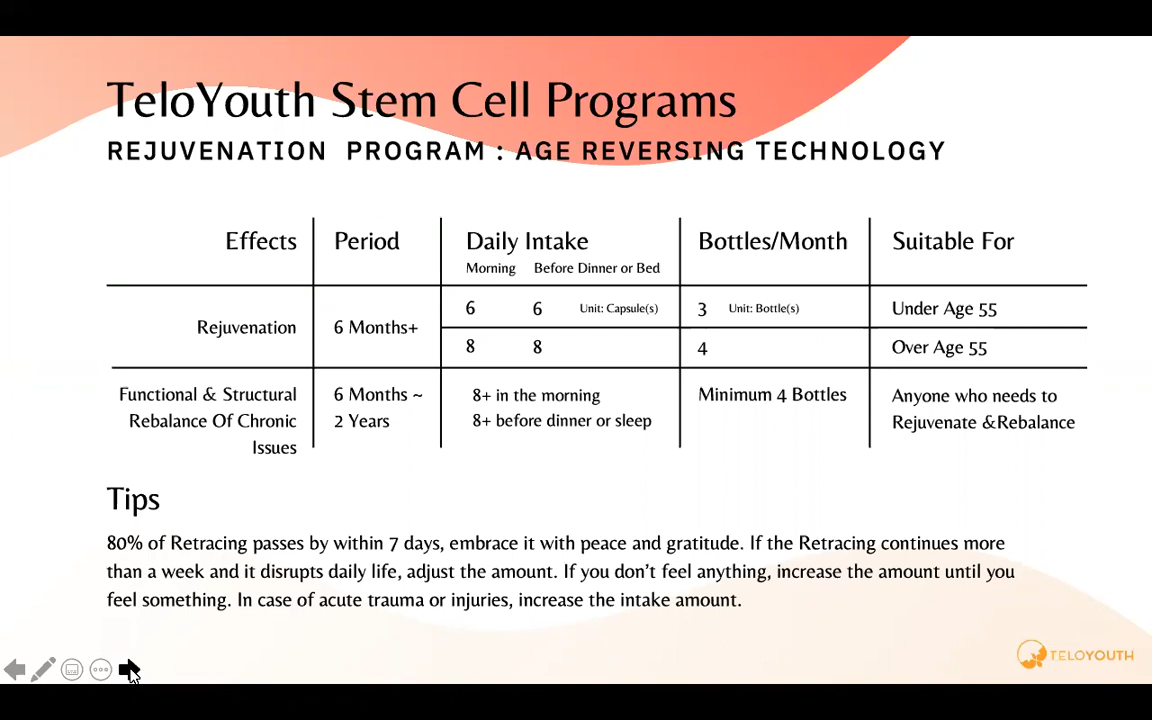 TeloYouth Stem Cell Programs
REJUVENATION PROGRAM : AGE REVERSING TECHNOLOGY
Effects Period Daily Intake Bottles/Month Suitable For
Morning Before Dinner or Bed
Rejuvenation 6 Months+
6 6 Unit: Capsule(s) 3 Unit: Bottle(s) Under Age 55
8 8 4 Over Age 55
Functional & Structural 6 Months ~ 8+ in the morning Minimum 4 Bottles Anyone who needs to
Rebalance Of Chronic 2 Years 8+ before dinner or sleep Rejuvenate &Rebalance
Issues
Tips
80% of Retracing passes by within 7 days, embrace it with peace and gratitude. If the Retracing continues more
than a week and it disrupts daily life, adjust the amount. If you don't feel anything, increase the amount until you
feel something. In case of acute trauma or injuries, increase the intake amount.
TELOYOUTH